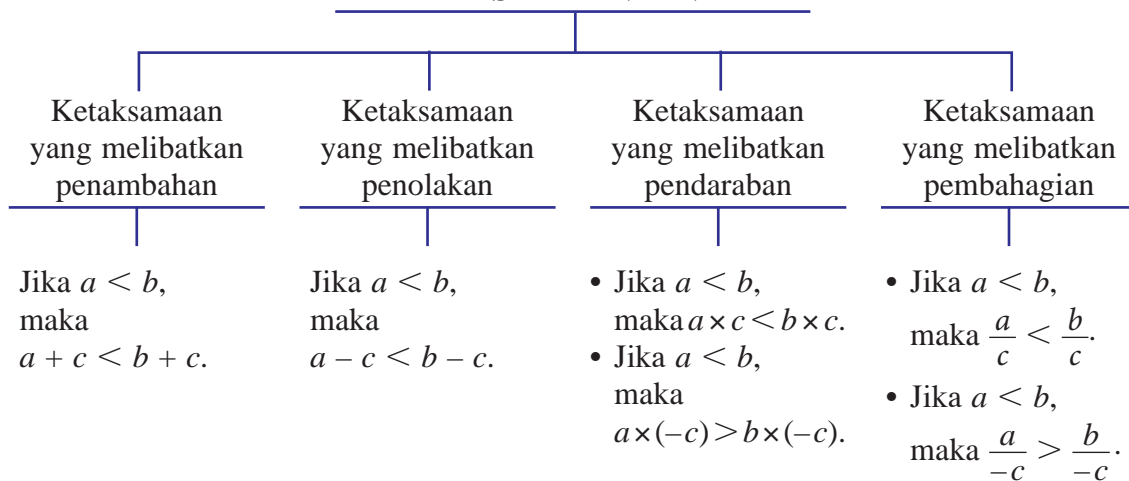 Ketaksamaan
yang melibatkan
penambahan
Jika a < b,
maka
a + c < b + c.
Ketaksamaan
yang melibatkan
penolakan
Jika a < b,
maka
a – c < b – c.
Ketaksamaan
yang melibatkan
pendaraban
• Jika a < b,
maka a × c < b × c.
• Jika a < b,
maka
a × (–c) > b × (–c).
Ketaksamaan
yang melibatkan
pembahagian
• Jika a < b,
maka a/c < b/c.
• Jika a < b,
maka a/–c > b/–c.